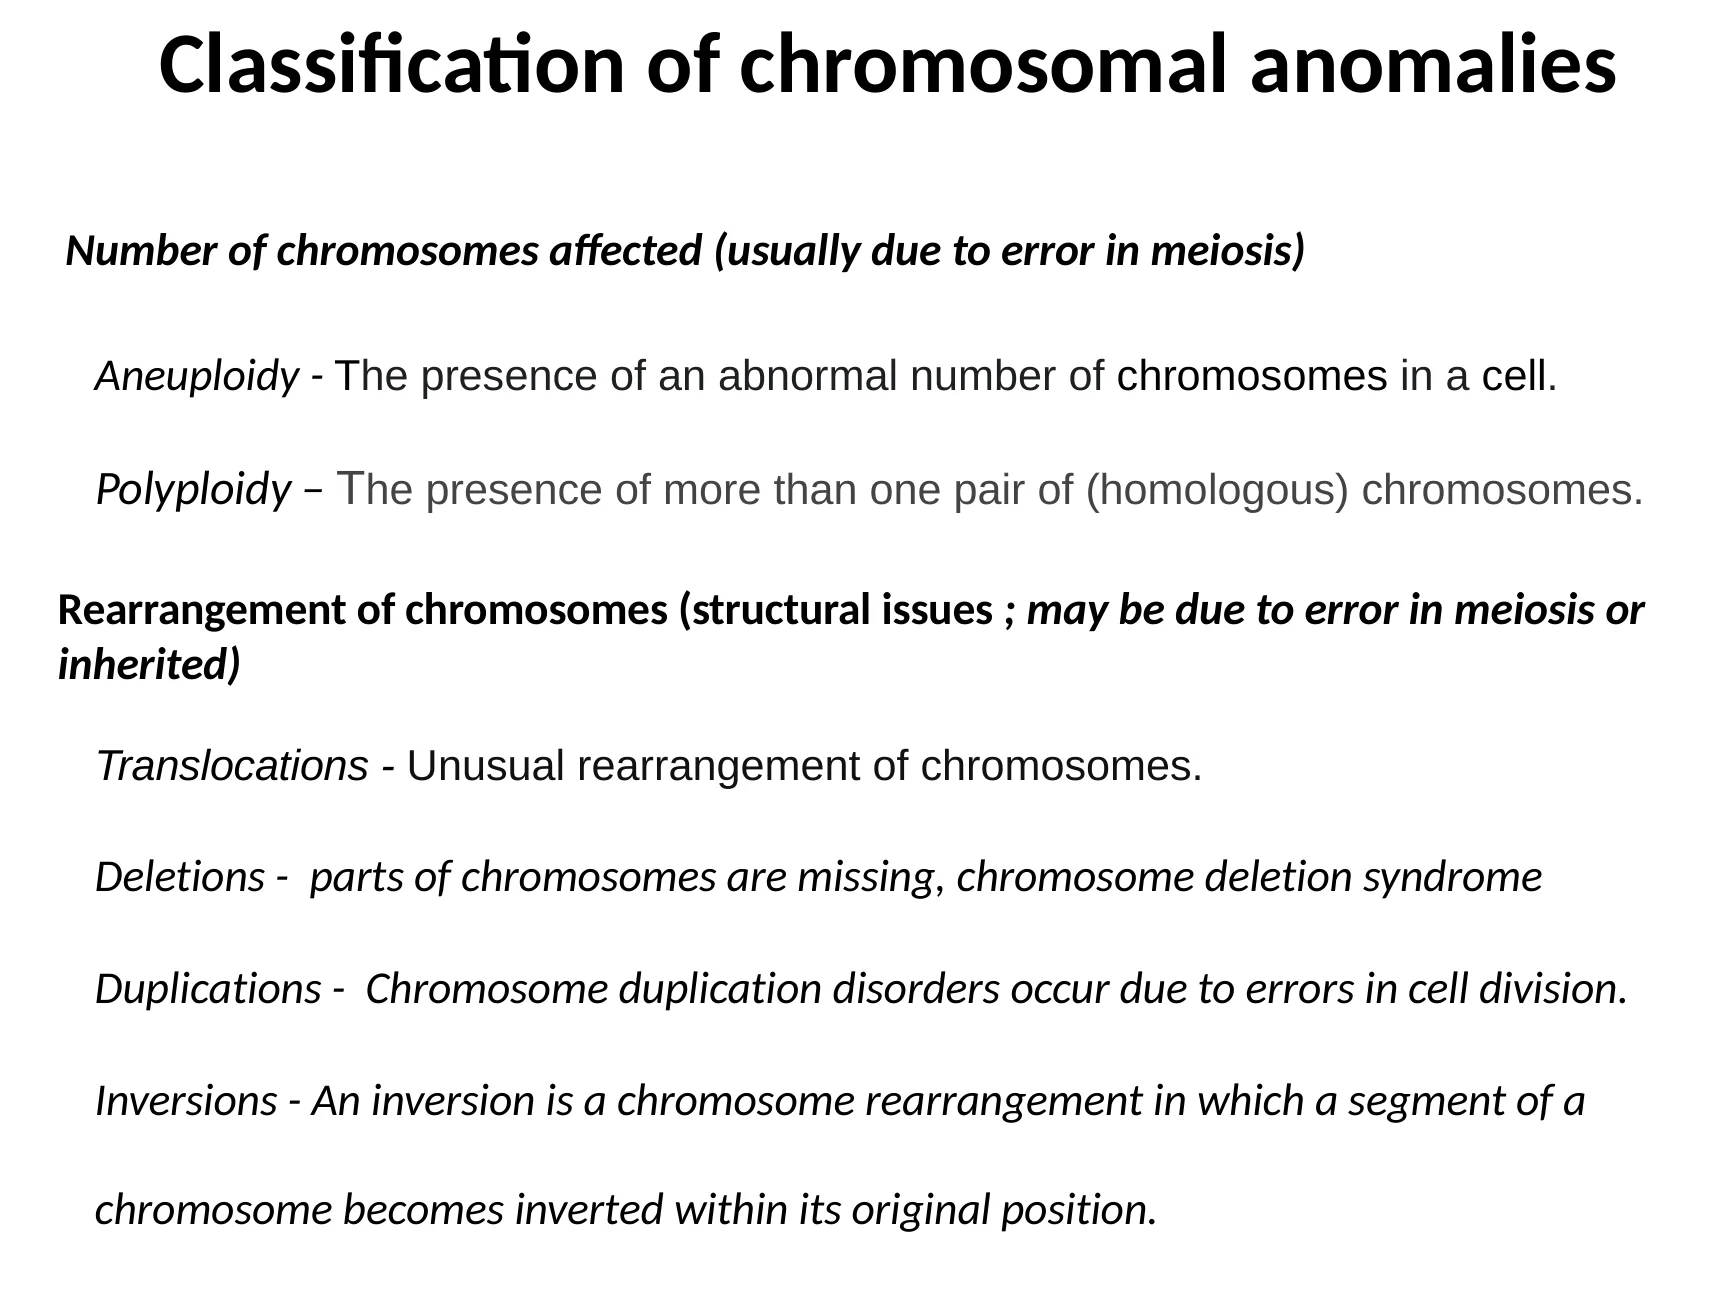 Classification of chromosomal anomalies
Number of chromosomes affected (usually due to error in meiosis)
Aneuploidy - The presence of an abnormal number of chromosomes in a cell.
Polyploidy – The presence of more than one pair of (homologous) chromosomes.
Rearrangement of chromosomes (structural issues ; may be due to error in meiosis or
inherited)
Translocations - Unusual rearrangement of chromosomes.
Deletions -  parts of chromosomes are missing, chromosome deletion syndrome
Duplications -  Chromosome duplication disorders occur due to errors in cell division.
Inversions - An inversion is a chromosome rearrangement in which a segment of a
chromosome becomes inverted within its original position.